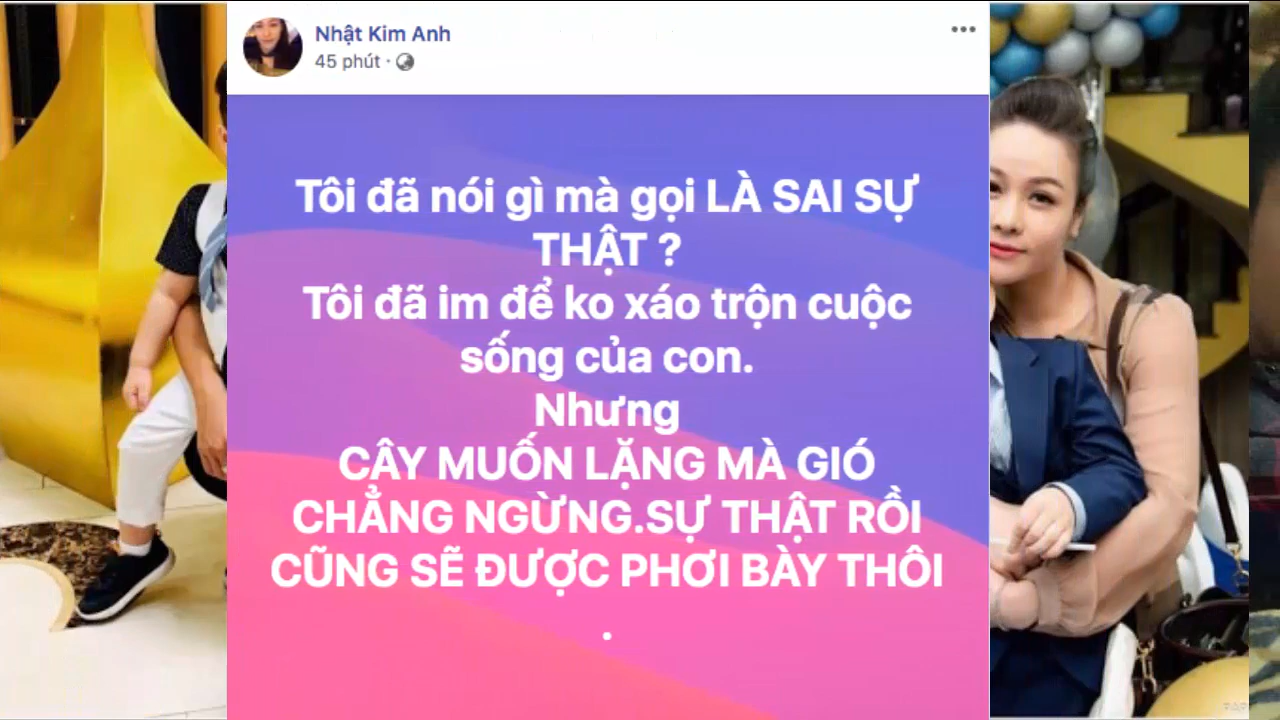 Nhật Kim Anh
45 phút ·
Tôi đã nói gì mà gọi LÀ SAI SỰ
THẬT ?
Tôi đã im để ko xáo trộn cuộc
sống của con.
Nhưng
CÂY MUỐN LẶNG MÀ GIÓ
CHẲNG NGỪNG.SỰ THẬT RỒI
CŨNG SẼ ĐƯỢC PHƠI BÀY THÔI
.